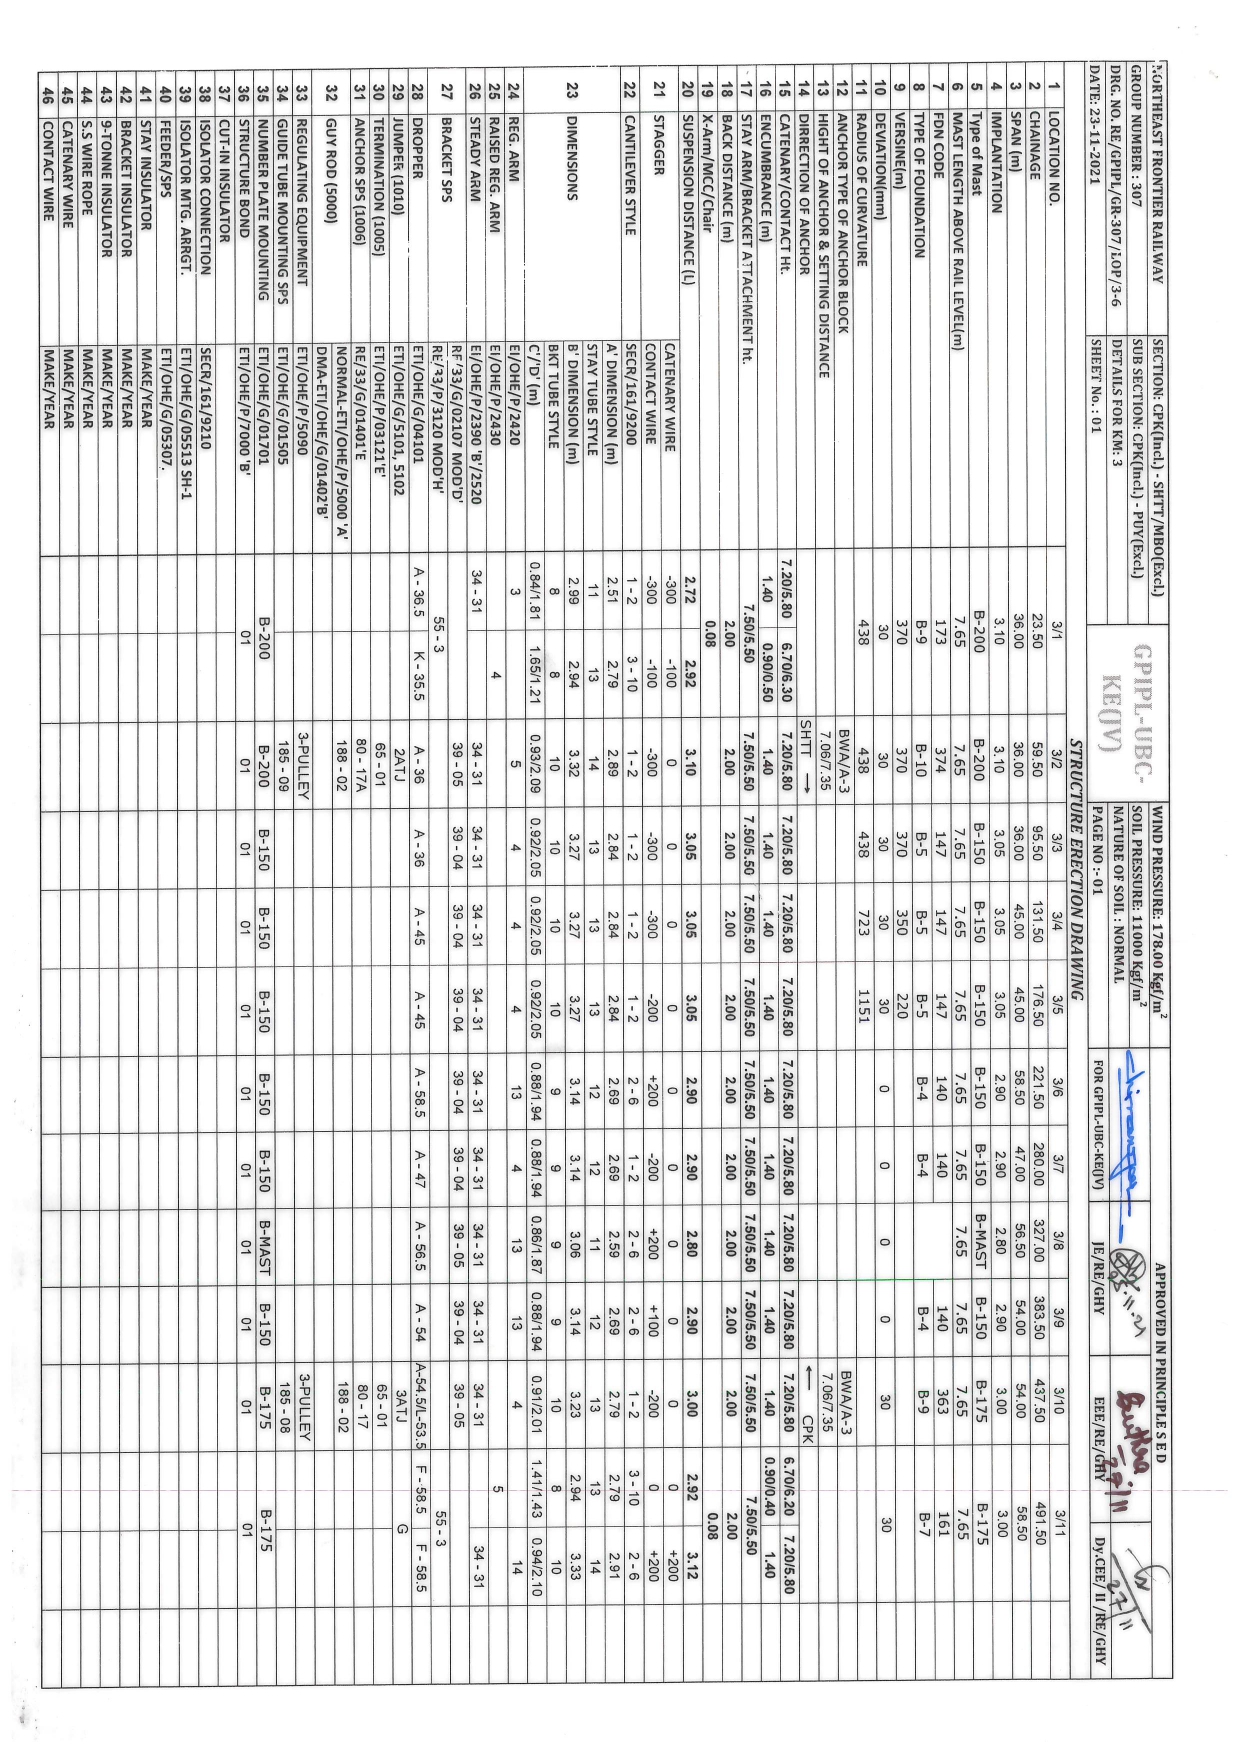 NORTHEAST FRONTIER RAILWAY SECTION: CPK(Incl.) - SHTT/MBO(Excl.) GPIPL-UBC-KE(JV) WIND PRESSURE: 178.00 Kgf/m² APPROVED IN PRINCIPLE S E D
GROUP NUMBER : 307 SUB SECTION: CPK(Incl.) - PUY(Excl.) SOIL PRESSURE: 11000 Kgf/m²
DRG. NO. RE/GPIPL/GR-307/LOP/3-6 DETAILS FOR KM: 3 NATURE OF SOIL : NORMAL
DATE: 23-11-2021 SHEET No. : 01 PAGE NO :- 01 FOR GPIPL-UBC-KE(JV) JE/RE/GHY EEE/RE/GHY Dy.CEE/ II /RE/GHY
27/11 27/11
STRUCTURE ERECTION DRAWING
1 LOCATION NO. 3/1 3/2 3/3 3/4 3/5 3/6 3/7 3/8 3/9 3/10 3/11
2 CHAINAGE 23.50 59.50 95.50 131.50 176.50 221.50 280.00 327.00 383.50 437.50 491.50
3 SPAN (m) 36.00 36.00 36.00 45.00 45.00 58.50 47.00 56.50 54.00 54.00 58.50
4 IMPLANTATION 3.10 3.10 3.05 3.05 3.05 2.90 2.90 2.80 2.90 3.00 3.00
5 Type of Mast B-200 B-200 B-150 B-150 B-150 B-150 B-150 B-MAST B-150 B-175 B-175
6 MAST LENGTH ABOVE RAIL LEVEL(m) 7.65 7.65 7.65 7.65 7.65 7.65 7.65 7.65 7.65 7.65 7.65
7 FDN CODE 173 374 147 147 147 140 140 140 363 161
8 TYPE OF FOUNDATION B-9 B-10 B-5 B-5 B-5 B-4 B-4 B-4 B-9 B-7
9 VERSINE(m) 370 370 370 350 220
10 DEVIATION(mm) 30 30 30 30 30 0 0 0 0 30 30
11 RADIUS OF CURVATURE 438 438 438 723 1151
12 ANCHOR TYPE OF ANCHOR BLOCK BWA/A-3 BWA/A-3
13 HIGHT OF ANCHOR & SETTING DISTANCE 7.06/7.35 7.06/7.35
14 DIRECTION OF ANCHOR SHTT → ← CPK
15 CATENARY/CONTACT Ht. 7.20/5.80 6.70/6.30 7.20/5.80 7.20/5.80 7.20/5.80 7.20/5.80 7.20/5.80 7.20/5.80 7.20/5.80 7.20/5.80 7.20/5.80 6.70/6.20 7.20/5.80
16 ENCUMBRANCE (m) 1.40 0.90/0.50 1.40 1.40 1.40 1.40 1.40 1.40 1.40 1.40 1.40 0.90/0.40 1.40
17 STAY ARM/BRACKET ATTACHMENT ht. 7.50/5.50 7.50/5.50 7.50/5.50 7.50/5.50 7.50/5.50 7.50/5.50 7.50/5.50 7.50/5.50 7.50/5.50 7.50/5.50 7.50/5.50
18 BACK DISTANCE (m) 2.00 2.00 2.00 2.00 2.00 2.00 2.00 2.00 2.00 2.00 2.00
19 X-Arm/MCC/Chair 0.08 0.08
20 SUSPENSION DISTANCE (L) 2.72 2.92 3.10 3.05 3.05 3.05 2.90 2.90 2.80 2.90 3.00 2.92 3.12
21 STAGGER CATENARY WIRE -300 -100 0 0 0 0 0 0 0 0 0 0 +200
CONTACT WIRE -300 -100 -300 -300 -300 -200 +200 -200 +200 +100 -200 0 +200
22 CANTILEVER STYLE SECR/161/9200 1 - 2 3 - 10 1 - 2 1 - 2 1 - 2 1 - 2 2 - 6 1 - 2 2 - 6 2 - 6 1 - 2 3 - 10 2 - 6
23 DIMENSIONS A' DIMENSION (m) 2.51 2.79 2.89 2.84 2.84 2.84 2.69 2.69 2.59 2.69 2.79 2.79 2.91
STAY TUBE STYLE 11 13 14 13 13 13 12 12 11 12 13 13 14
B' DIMENSION (m) 2.99 2.94 3.32 3.27 3.27 3.27 3.14 3.14 3.06 3.14 3.23 2.94 3.33
BKT TUBE STYLE 8 8 10 10 10 10 9 9 9 9 10 8 10
C'/'D' (m) 0.84/1.81 1.65/1.21 0.93/2.09 0.92/2.05 0.92/2.05 0.92/2.05 0.88/1.94 0.88/1.94 0.86/1.87 0.88/1.94 0.91/2.01 1.41/1.43 0.94/2.10
24 REG. ARM EI/OHE/P/2420 3 5 4 4 4 13 4 13 13 4 14
25 RAISED REG. ARM EI/OHE/P/2430 4 5
26 STEADY ARM EI/OHE/P/2390 'B'/2520 34 - 31 34 - 31 34 - 31 34 - 31 34 - 31 34 - 31 34 - 31 34 - 31 34 - 31 34 - 31 34 - 31
27 BRACKET SPS RF'33/G/02107 MOD'D' 39 - 05 39 - 04 39 - 04 39 - 04 39 - 04 39 - 04 39 - 05 39 - 04 39 - 05
RE/33/P/3120 MOD'H' 55 - 3 55 - 3
28 DROPPER ETI/OHE/G/04101 A - 36.5 K - 35.5 A - 36 A - 36 A - 45 A - 45 A - 58.5 A - 47 A - 56.5 A - 54 A-54.5/L-53.5 F - 58.5 F - 58.5
29 JUMPER (1010) ETI/OHE/G/5101, 5102 2ATJ 3ATJ G
30 TERMINATION (1005) ETI/OHE/P/03121'E' 65 - 01 65 - 01
31 ANCHOR SPS (1006) RE/33/G/01401'E 80 - 17A 80 - 17
32 GUY ROD (5000) NORMAL-ETI/OHE/P/5000 'A' 188 - 02 188 - 02
DMA-ETI/OHE/G/01402'B'
33 REGULATING EQUIPMENT ETI/OHE/P/5090 3-PULLEY 3-PULLEY
34 GUIDE TUBE MOUNTING SPS ETI/OHE/G/01505 185 - 09 185 - 08
35 NUMBER PLATE MOUNTING ETI/OHE/G/01701 B-200 B-200 B-150 B-150 B-150 B-150 B-150 B-MAST B-150 B-175 B-175
36 STRUCTURE BOND ETI/OHE/P/7000 'B' 01 01 01 01 01 01 01 01 01 01 01
37 CUT-IN INSULATOR
38 ISOLATOR CONNECTION SECR/161/9210
39 ISOLATOR MTG. ARRGT. ETI/OHE/G/05513 SH-1
40 FEEDER/SPS ETI/OHE/G/05307.
41 STAY INSULATOR MAKE/YEAR
42 BRACKET INSULATOR MAKE/YEAR
43 9-TONNE INSULATOR MAKE/YEAR
44 S.S WIRE ROPE MAKE/YEAR
45 CATENARY WIRE MAKE/YEAR
46 CONTACT WIRE MAKE/YEAR